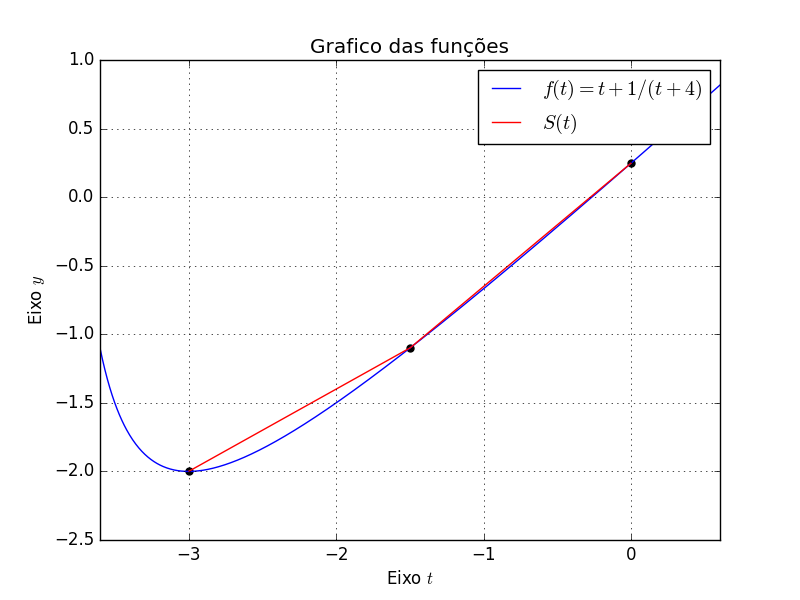 Grafico das funções
f(t) = t + 1/(t + 4)
S(t)
1.0
0.5
0.0
−0.5
−1.0
−1.5
−2.0
−2.5
Eixo y
−3 −2 −1 0
Eixo t